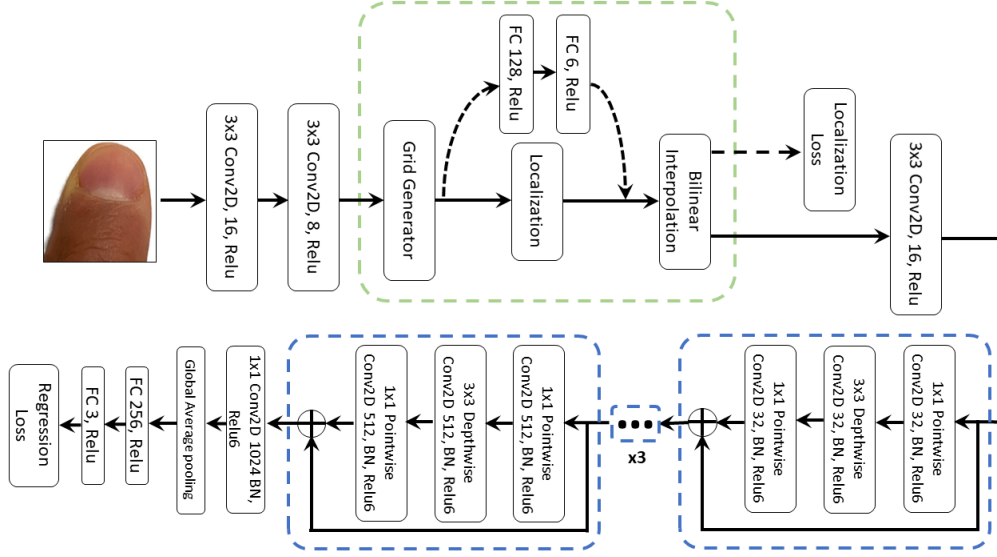 3x3 Conv2D, 16, Relu
3x3 Conv2D, 8, Relu
Grid Generator
FC 128, Relu
FC 6, Relu
Localization
Bilinear
Interpolation
Localization
Loss
3x3 Conv2D, 16, Relu
1x1 Pointwise
Conv2D 32, BN, Relu6
3x3 Depthwise
Conv2D 32, BN, Relu6
1x1 Pointwise
Conv2D 32, BN, Relu6
x3
1x1 Pointwise
Conv2D 512, BN, Relu6
3x3 Depthwise
Conv2D 512, BN, Relu6
1x1 Pointwise
Conv2D 512, BN, Relu6
1x1 Conv2D 1024 BN,
Relu6
Global Average pooling
FC 256, Relu
FC 3, Relu
Regression
Loss